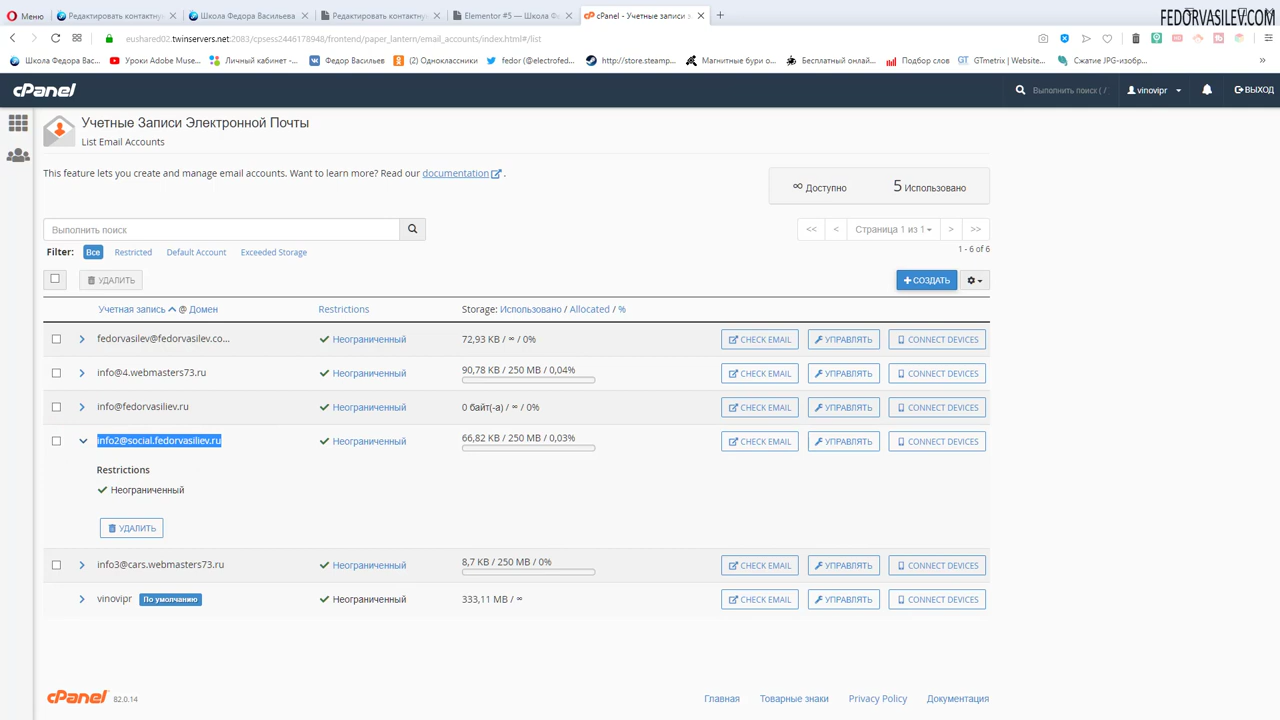 Меню
Редактировать контактную
Школа Федора Васильева
Редактировать контактную
Elementor #5 — Школа Ф
cPanel - Учетные записи э
FEDORVASILEV.COM
eushared02.twinservers.net:2083/cpsess2446178948/frontend/paper_lantern/email_accounts/index.html#/list
Школа Федора Вас...
Уроки Adobe Muse...
Личный кабинет -...
Федор Васильев
(2) Одноклассники
fedor (@electrofed...
http://store.steamp...
Магнитные бури о...
Бесплатный онлай...
Подбор слов
GTmetrix | Website...
Сжатие JPG-изобр...
cPanel
Выполнить поиск ( /
vinovipr
ВЫХОД
Учетные Записи Электронной Почты
List Email Accounts
This feature lets you create and manage email accounts. Want to learn more? Read our documentation .
∞ Доступно 5 Использовано
Выполнить поиск
<< < Страница 1 из 1 > >>
Filter: Все Restricted Default Account Exceeded Storage
1 - 6 of 6
УДАЛИТЬ
+ СОЗДАТЬ
Учетная запись @ Домен Restrictions Storage: Использовано / Allocated / %
fedorvasilev@fedorvasilev.co... Неограниченный 72,93 KB / ∞ / 0% CHECK EMAIL УПРАВЛЯТЬ CONNECT DEVICES
info@4.webmasters73.ru Неограниченный 90,78 KB / 250 MB / 0,04% CHECK EMAIL УПРАВЛЯТЬ CONNECT DEVICES
info@fedorvasiliev.ru Неограниченный 0 байт(-а) / ∞ / 0% CHECK EMAIL УПРАВЛЯТЬ CONNECT DEVICES
info2@social.fedorvasiliev.ru Неограниченный 66,82 KB / 250 MB / 0,03% CHECK EMAIL УПРАВЛЯТЬ CONNECT DEVICES
Restrictions
Неограниченный
УДАЛИТЬ
info3@cars.webmasters73.ru Неограниченный 8,7 KB / 250 MB / 0% CHECK EMAIL УПРАВЛЯТЬ CONNECT DEVICES
vinovipr По умолчанию Неограниченный 333,11 MB / ∞ CHECK EMAIL УПРАВЛЯТЬ CONNECT DEVICES
cPanel 82.0.14 Главная Товарные знаки Privacy Policy Документация